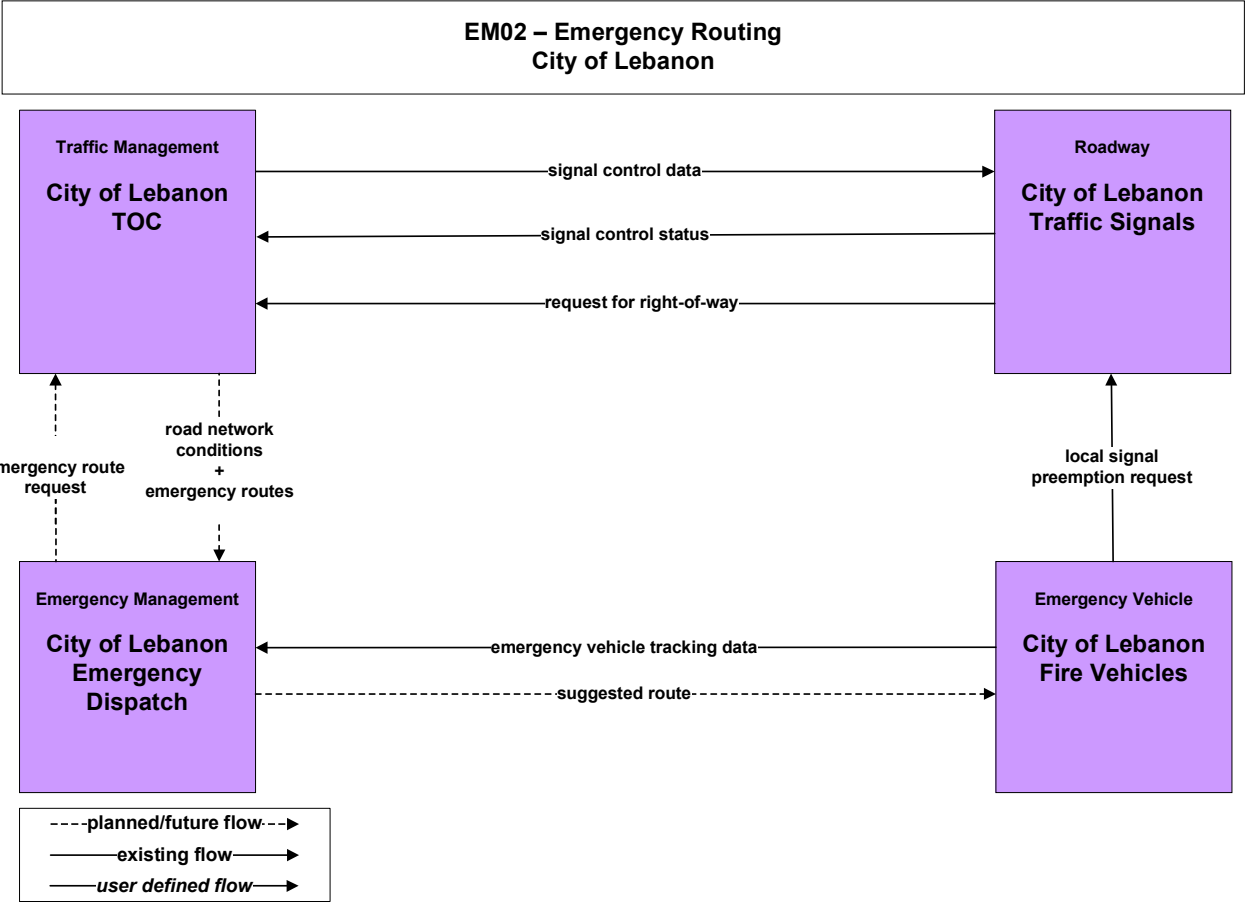 EM02 – Emergency Routing
City of Lebanon
Traffic Management
City of Lebanon
TOC
signal control data
signal control status
request for right-of-way
Roadway
City of Lebanon
Traffic Signals
mergency route
request
road network
conditions
+
emergency routes
local signal
preemption request
Emergency Management
City of Lebanon
Emergency
Dispatch
emergency vehicle tracking data
suggested route
Emergency Vehicle
City of Lebanon
Fire Vehicles
planned/future flow
existing flow
user defined flow